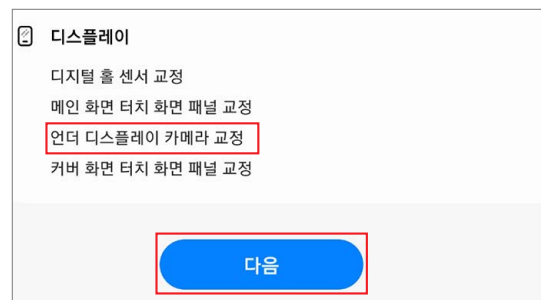 디스플레이
디지털 홀 센서 교정
메인 화면 터치 화면 패널 교정
언더 디스플레이 카메라 교정
커버 화면 터치 화면 패널 교정
다음